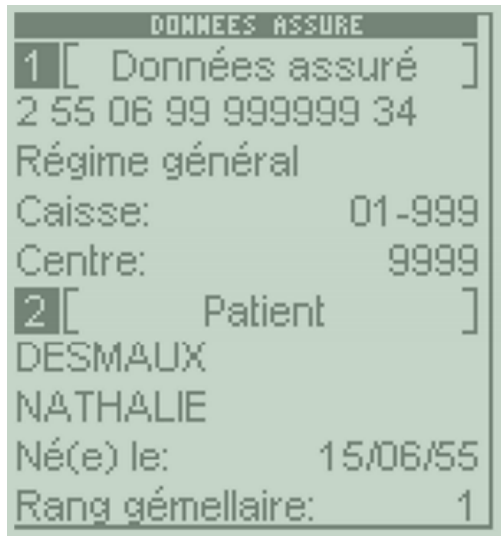 DONNEES ASSURE
1 [ Données assuré ]
2 55 06 99 999999 34
Régime général
Caisse: 01-999
Centre: 9999
2 [ Patient ]
DESMAUX
NATHALIE
Né(e) le: 15/06/55
Rang gémellaire: 1